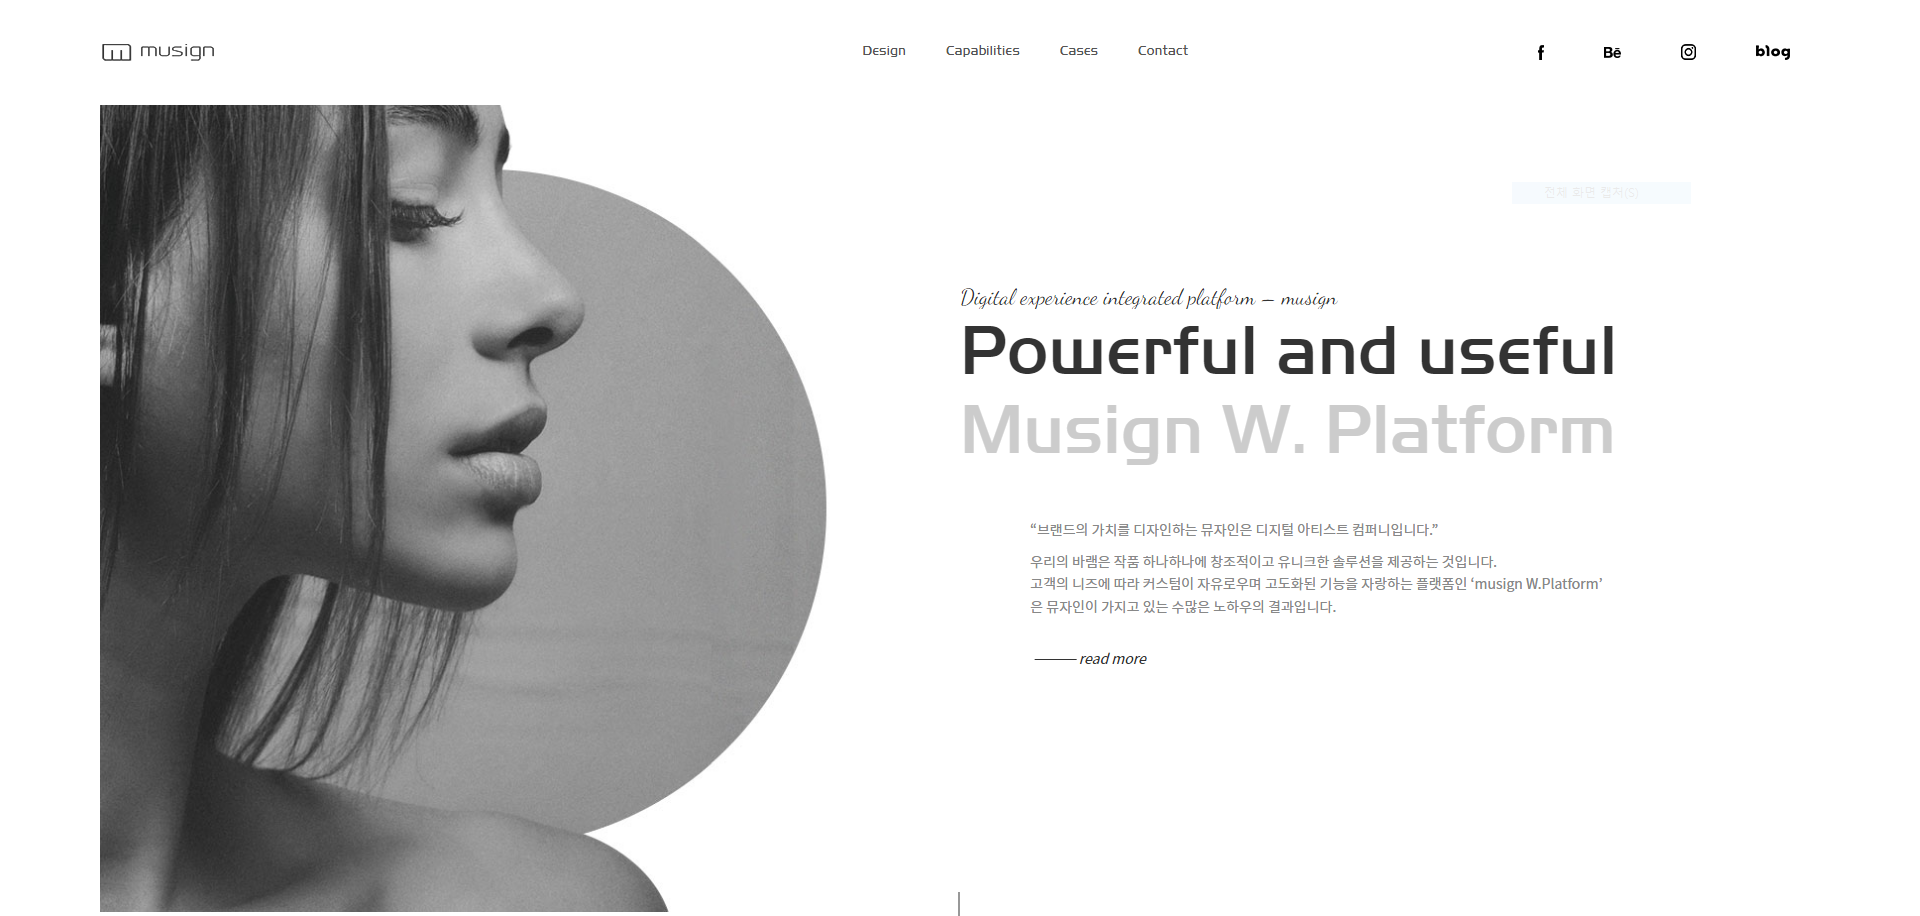 musign
Design Capabilities Cases Contact
f Bē blog
전체 화면 캡처(S)
Digital experience integrated platform – musign
Powerful and useful
Musign W. Platform
“브랜드의 가치를 디자인하는 뮤자인은 디지털 아티스트 컴퍼니입니다.”
우리의 바램은 작품 하나하나에 창조적이고 유니크한 솔루션을 제공하는 것입니다.
고객의 니즈에 따라 커스텀이 자유로우며 고도화된 기능을 자랑하는 플랫폼인 ‘musign W.Platform’
은 뮤자인이 가지고 있는 수많은 노하우의 결과입니다.
read more